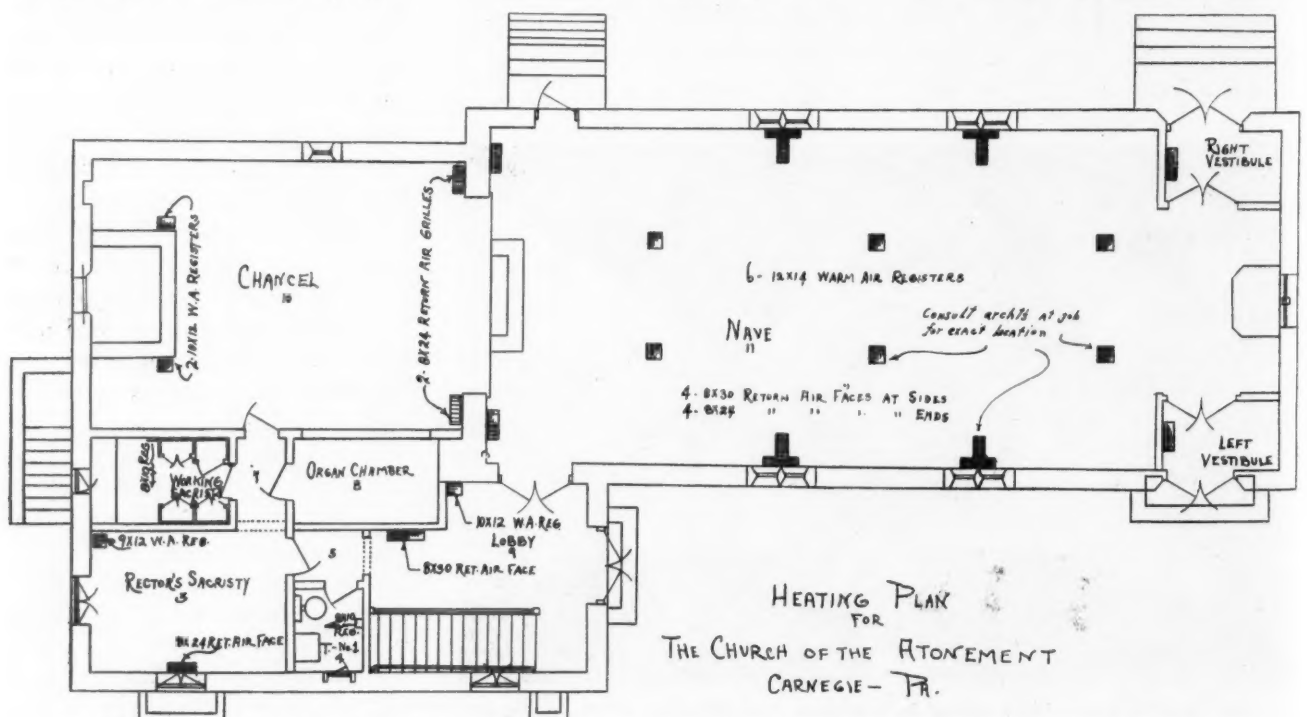 RIGHT
VESTIBULE
2-10X12 W.A. REGISTERS
2-8X24 RETURN AIR GRILLES
CHANCEL
10
6- 12X14 WARM AIR REGISTERS
Consult archts at job
for exact location
NAVE
11
4- 8X30 RETURN AIR FACES AT SIDES
4- 8X24 " " " " ENDS
LEFT
VESTIBULE
WORKING
SACRISTY
7
ORGAN CHAMBER
8
10X12 W.A. REG
LOBBY
9
9X12 W.A. REG.
5
8X30 RET. AIR FACE
RECTOR'S SACRISTY
3
8X24 RET. AIR FACE
REG.
T.-No1
4
HEATING PLAN
FOR
THE CHURCH OF THE ATONEMENT
CARNEGIE- PA.